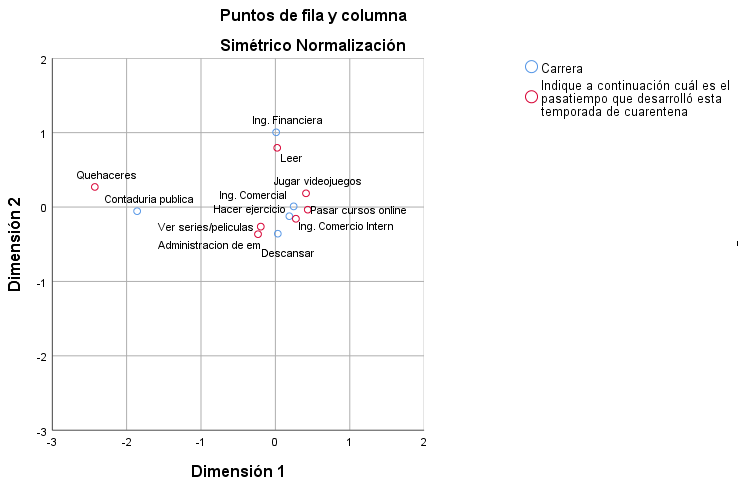 Puntos de fila y columna
Simétrico Normalización
Carrera
Indique a continuación cuál es el
pasatiempo que desarrolló esta
temporada de cuarentena
Dimensión 2
2
1
0
-1
-2
-3
Ing. Financiera
Leer
Quehaceres
Jugar videojuegos
Contaduria publica
Ing. Comercial
Hacer ejercicio
Pasar cursos online
Ver series/peliculas
Ing. Comercio Intern
Administracion de em
Descansar
-3
-2
-1
0
1
2
Dimensión 1